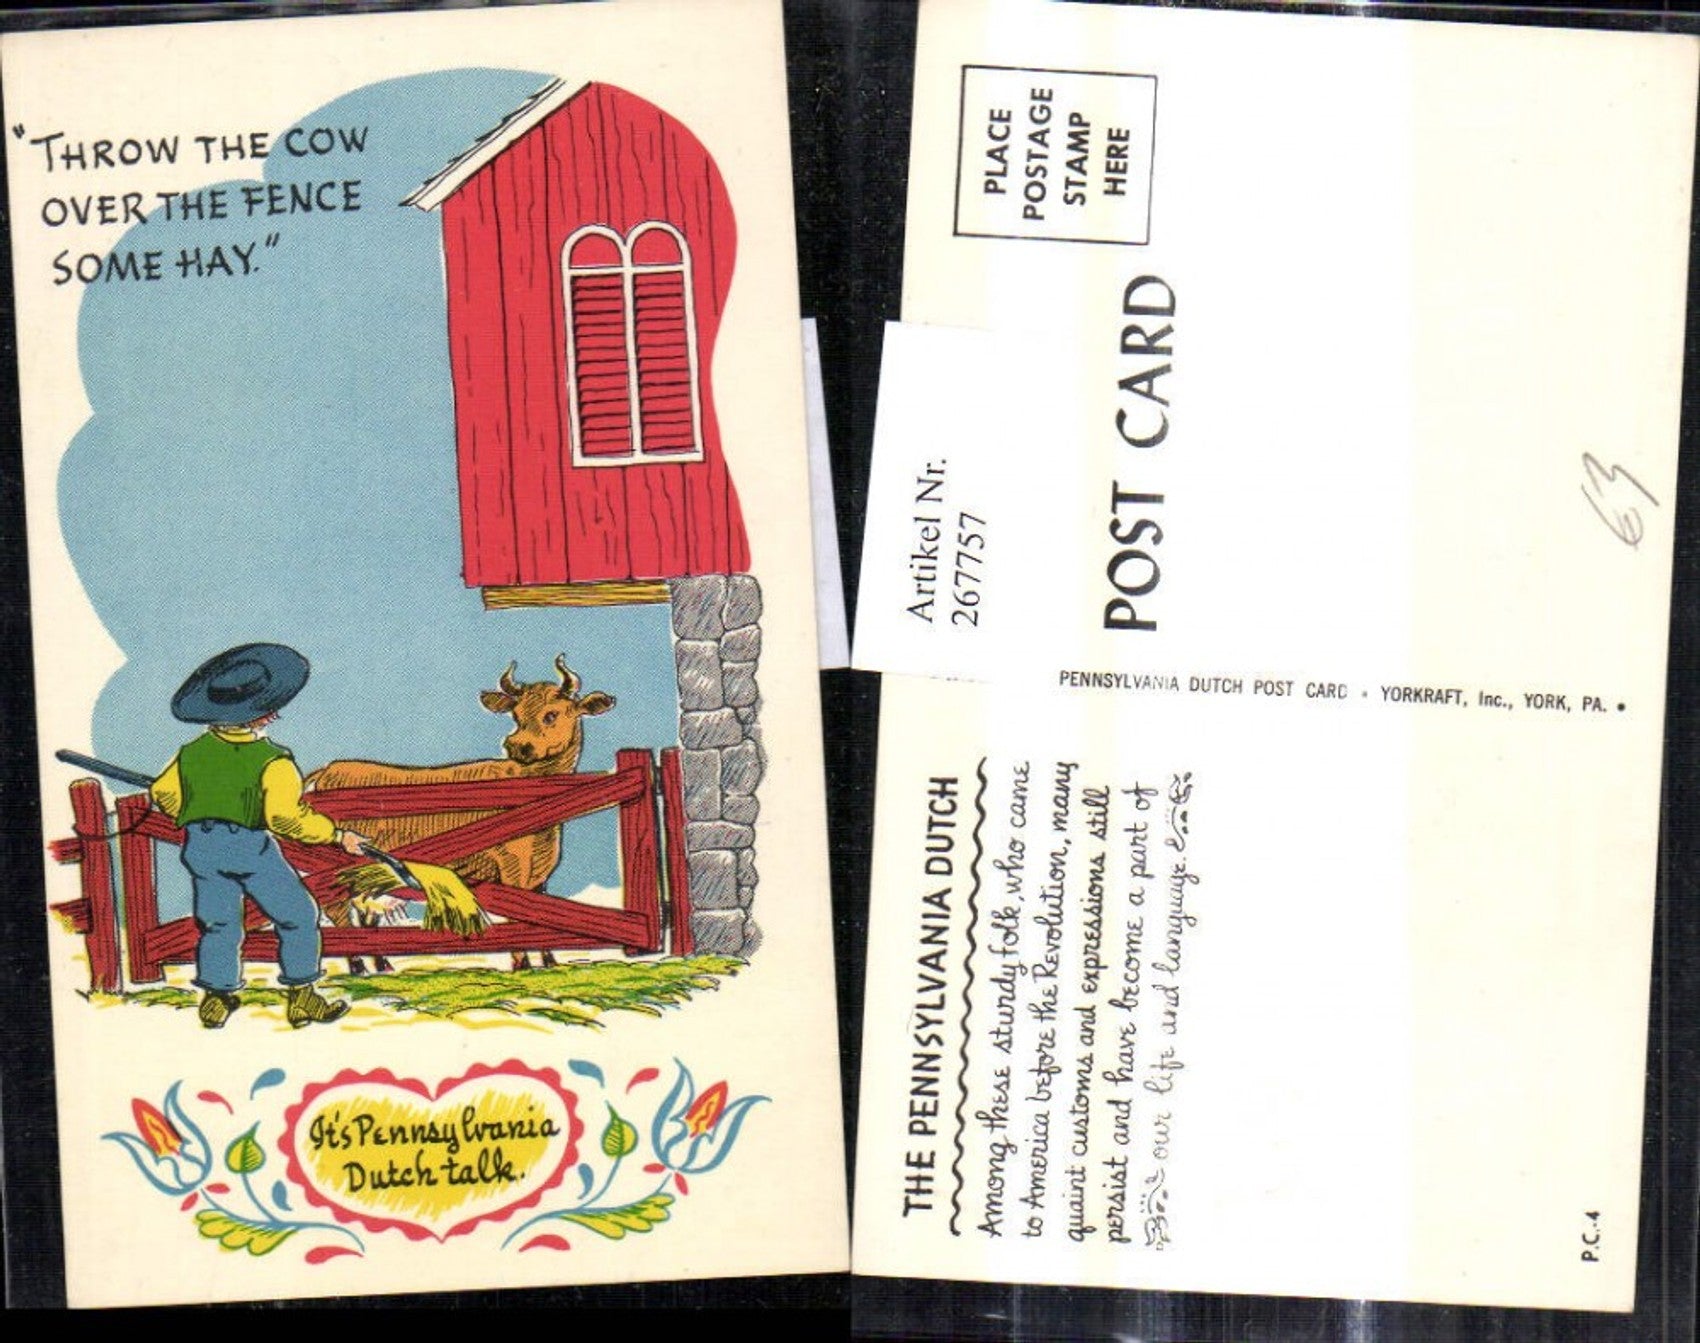 "THROW THE COW
OVER THE FENCE
SOME HAY."
It's Pennsylvania
Dutch talk.
PLACE
POSTAGE
STAMP
HERE
POST CARD
Artikel Nr.
267757
63
PENNSYLVANIA DUTCH POST CARD • YORKRAFT, Inc., YORK, PA. •
THE PENNSYLVANIA DUTCH
Among these sturdy folk, who came
to America before the Revolution, many
quaint customs and expressions still
persist and have become a part of
our life and language.
P.C.-4